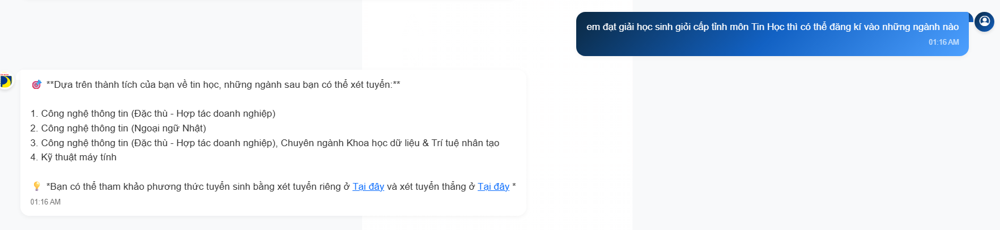 em đạt giải học sinh giỏi cấp tỉnh môn Tin Học thì có thể đăng kí vào những ngành nào
01:16 AM
🎯 **Dựa trên thành tích của bạn về tin học, những ngành sau bạn có thể xét tuyển:**
1. Công nghệ thông tin (Đặc thù - Hợp tác doanh nghiệp)
2. Công nghệ thông tin (Ngoại ngữ Nhật)
3. Công nghệ thông tin (Đặc thù - Hợp tác doanh nghiệp), Chuyên ngành Khoa học dữ liệu & Trí tuệ nhân tạo
4. Kỹ thuật máy tính
💡 *Bạn có thể tham khảo phương thức tuyển sinh bằng xét tuyển riêng ở Tại đây và xét tuyển thẳng ở Tại đây *
01:16 AM